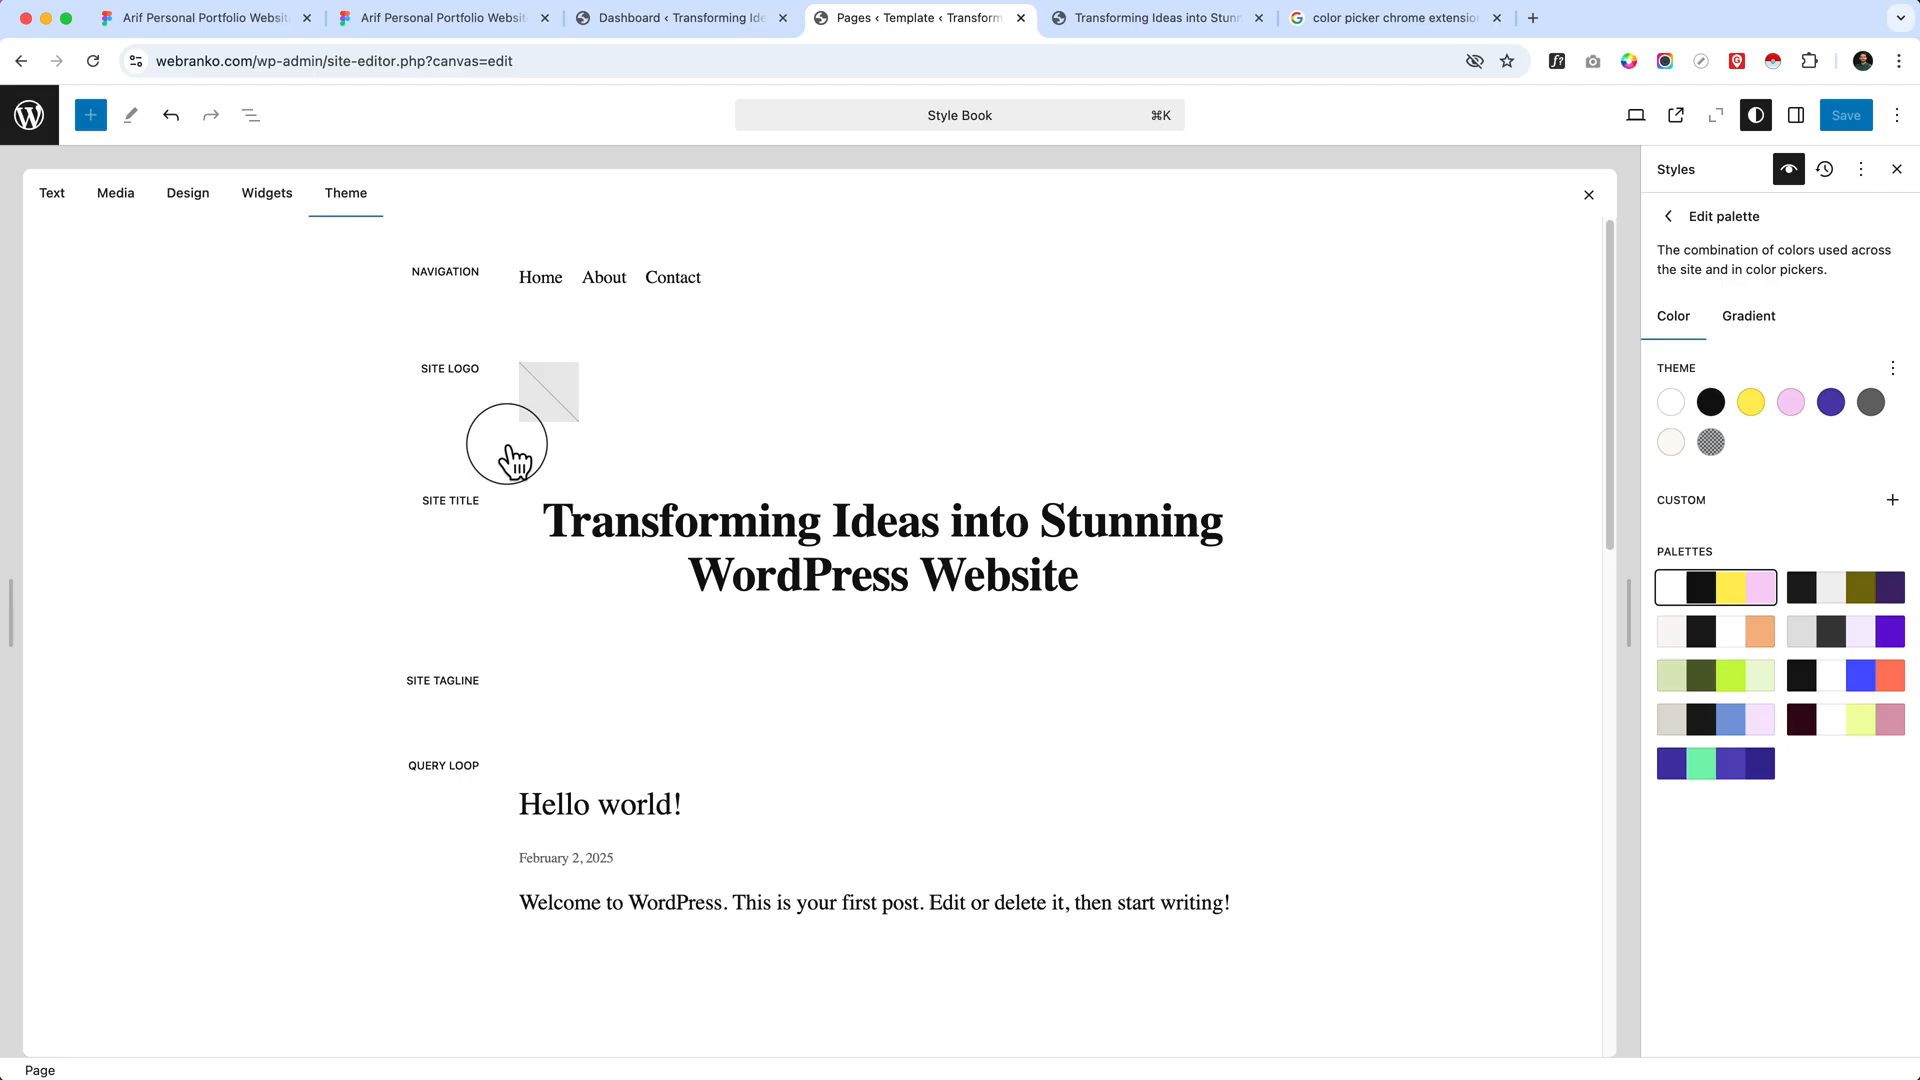 Arif Personal Portfolio Websit
Arif Personal Portfolio Websit
Dashboard ‹ Transforming Ide
Pages ‹ Template ‹ Transform
Transforming Ideas into Stunn
color picker chrome extension
webranko.com/wp-admin/site-editor.php?canvas=edit
Style Book
⌘K
Save
Text
Media
Design
Widgets
Theme
NAVIGATION
Home
About
Contact
SITE LOGO
SITE TITLE
Transforming Ideas into Stunning
WordPress Website
SITE TAGLINE
QUERY LOOP
Hello world!
February 2, 2025
Welcome to WordPress. This is your first post. Edit or delete it, then start writing!
Styles
Edit palette
The combination of colors used across
the site and in color pickers.
Color
Gradient
THEME
CUSTOM
PALETTES
Page